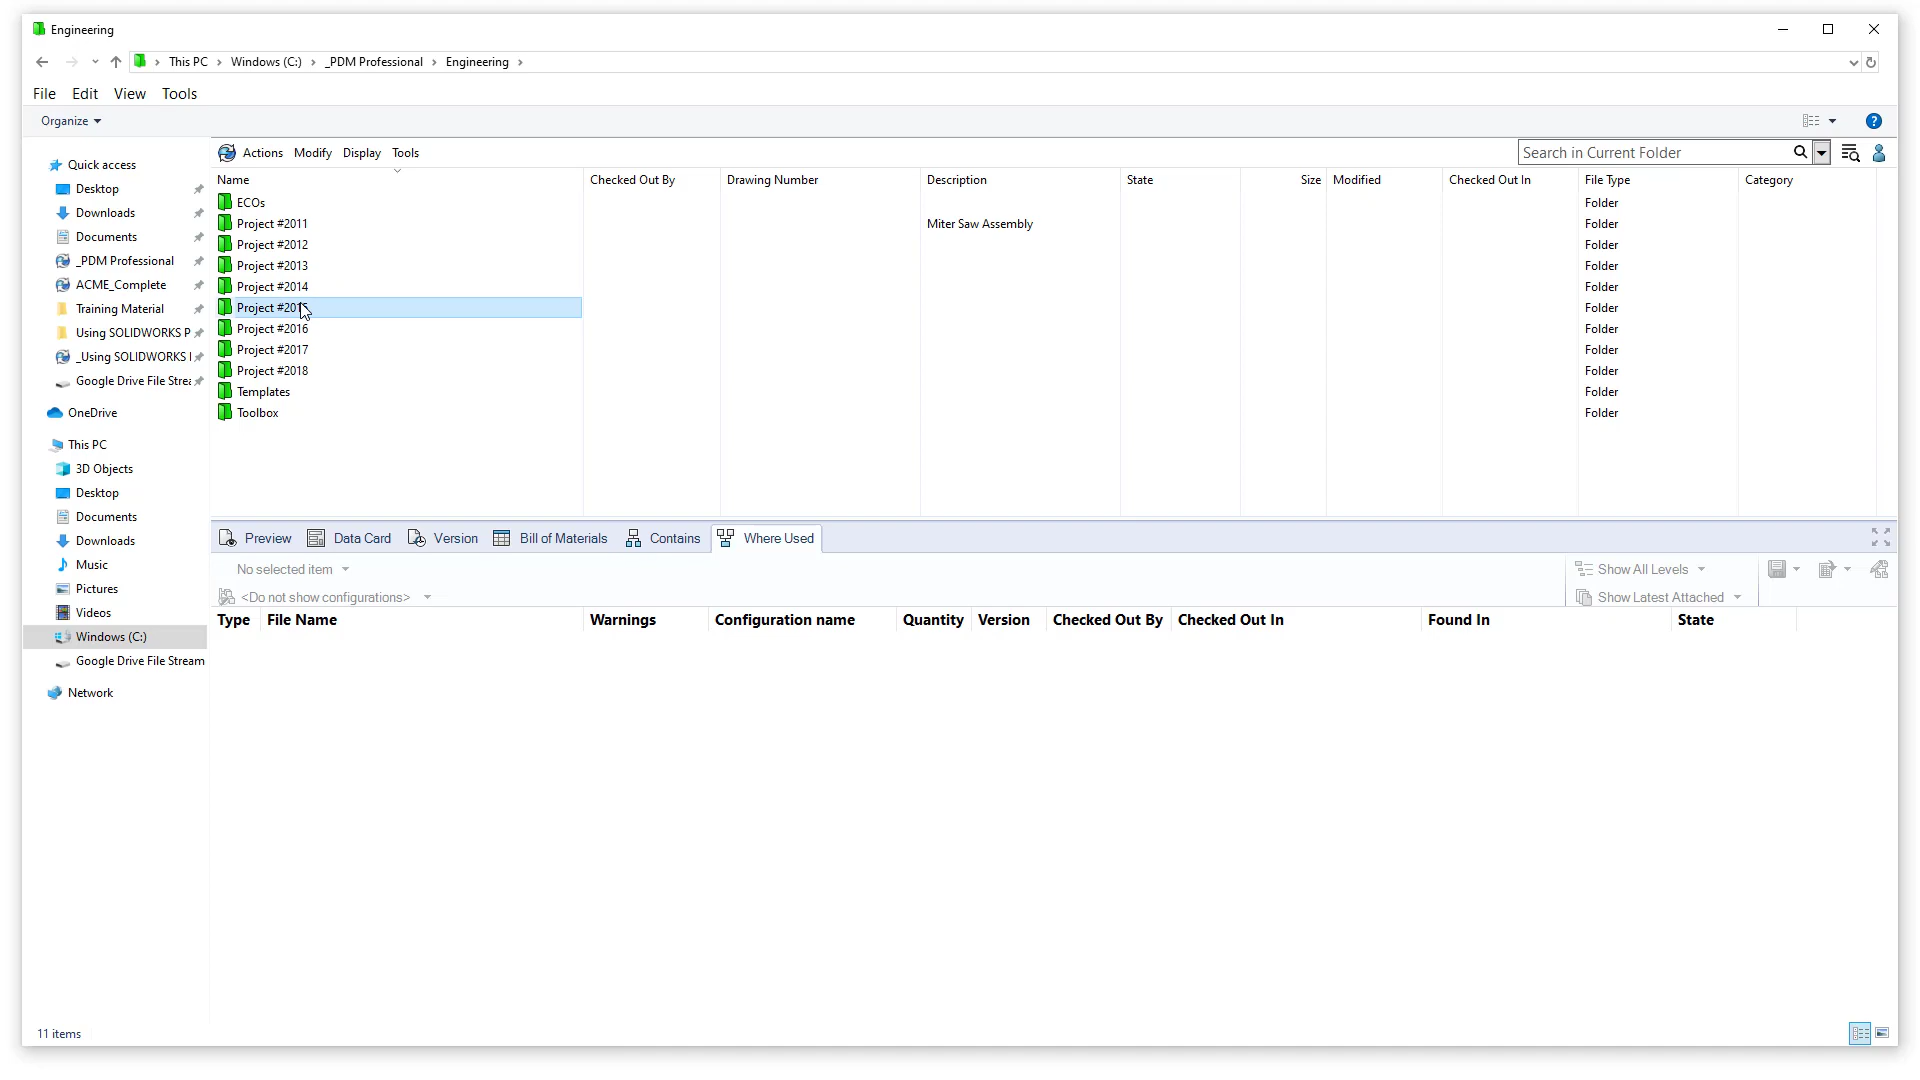 Engineering
This PC > Windows (C:) > _PDM Professional > Engineering >
File Edit View Tools
Organize
Quick access
Desktop
Downloads
Documents
_PDM Professional
ACME_Complete
Training Material
Using SOLIDWORKS P
_Using SOLIDWORKS
Google Drive File Strea
OneDrive
This PC
3D Objects
Desktop
Documents
Downloads
Music
Pictures
Videos
Windows (C:)
Google Drive File Stream
Network
Actions Modify Display Tools
Search in Current Folder
Name Checked Out By Drawing Number Description State Size Modified Checked Out In File Type Category
ECOs Folder
Project #2011 Miter Saw Assembly Folder
Project #2012 Folder
Project #2013 Folder
Project #2014 Folder
Project #2015 Folder
Project #2016 Folder
Project #2017 Folder
Project #2018 Folder
Templates Folder
Toolbox Folder
Preview Data Card Version Bill of Materials Contains Where Used
No selected item Show All Levels
<Do not show configurations> Show Latest Attached
Type File Name Warnings Configuration name Quantity Version Checked Out By Checked Out In Found In State
11 items